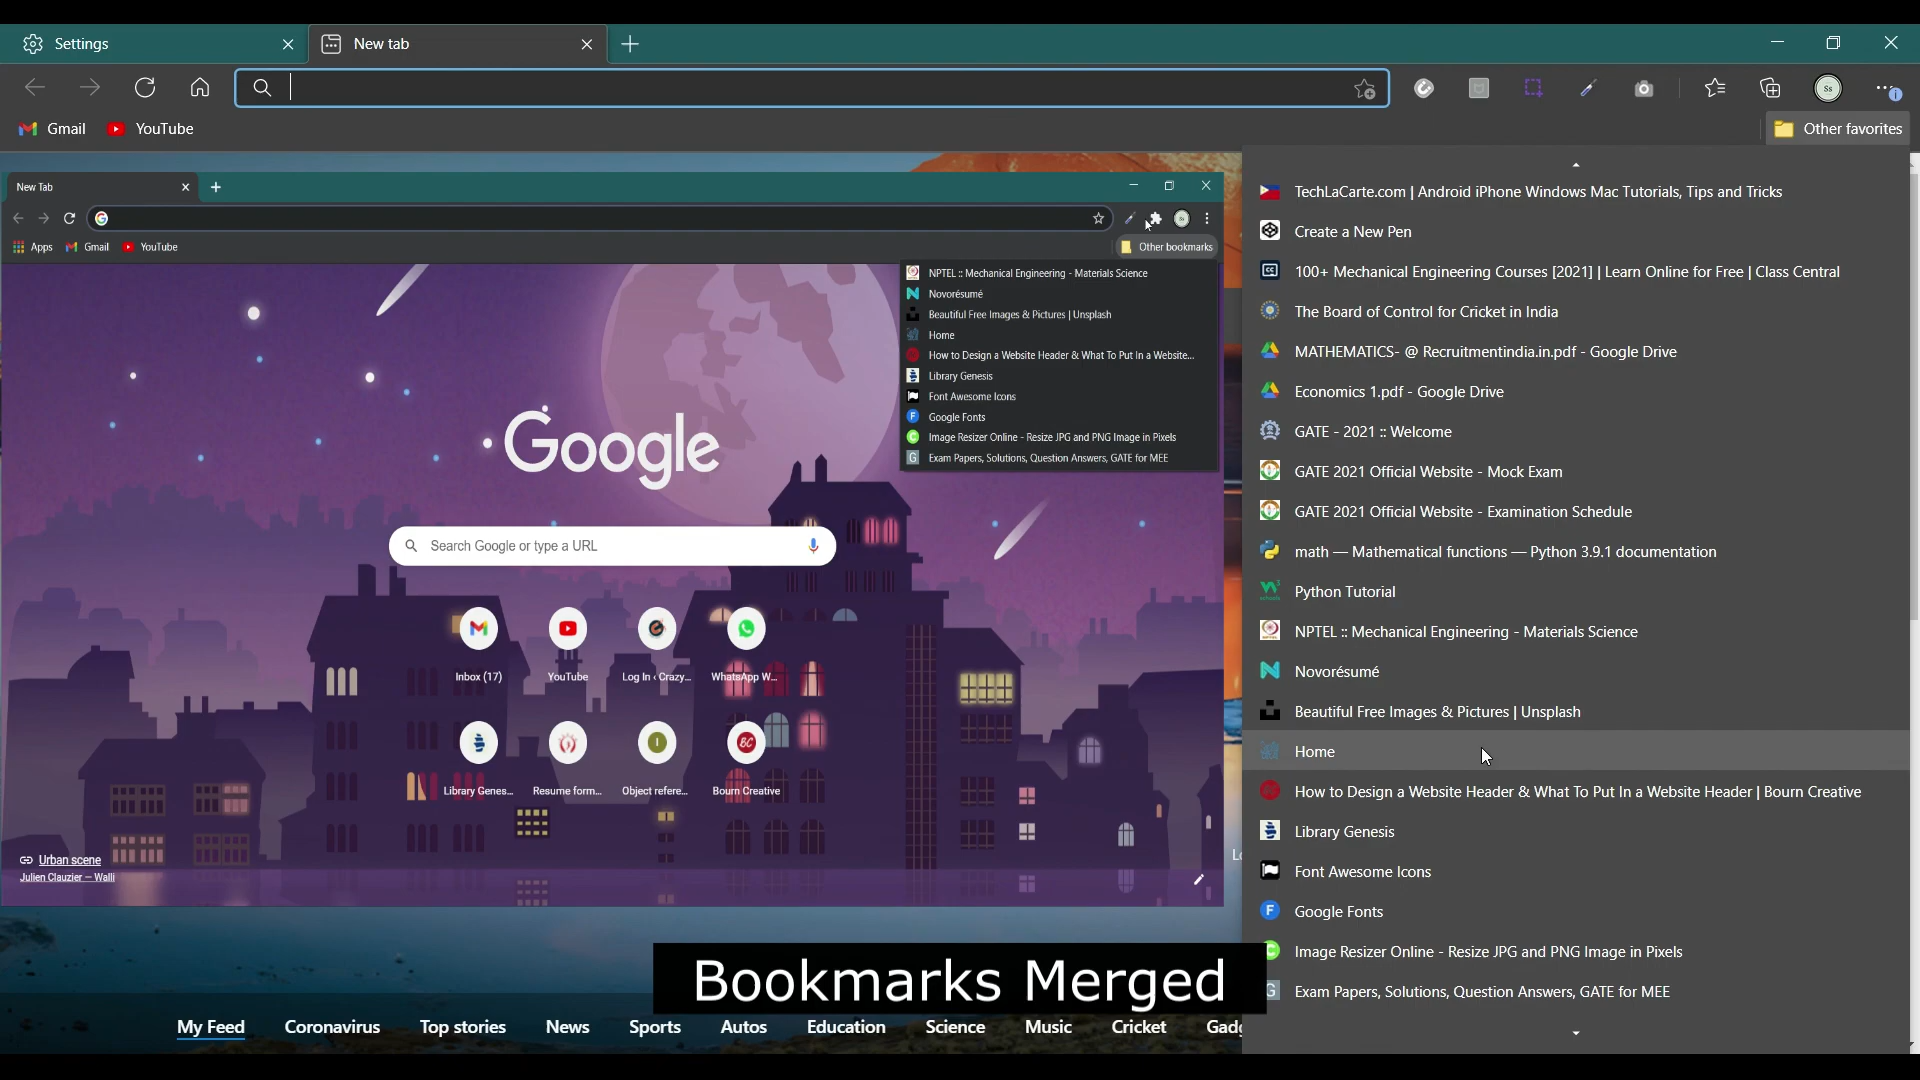 Settings
New tab
Ss
Gmail
YouTube
Other favorites
New Tab
Ss
Apps
Gmail
YouTube
Other bookmarks
NPTEL :: Mechanical Engineering - Materials Science
Novorésumé
Beautiful Free Images & Pictures | Unsplash
Home
How to Design a Website Header & What To Put In a Website...
Library Genesis
Font Awesome Icons
F Google Fonts
Image Resizer Online - Resize JPG and PNG Image in Pixels
G Exam Papers, Solutions, Question Answers, GATE for MEE
Google
Search Google or type a URL
Inbox (17)
YouTube
Log In ‹ Crazy...
WhatsApp W...
I
BC
Library Genes...
Resume form...
Object refere...
Bourn Creative
Urban scene
Julien Clauzier – Walli
TechLaCarte.com | Android iPhone Windows Mac Tutorials, Tips and Tricks
Create a New Pen
CC 100+ Mechanical Engineering Courses [2021] | Learn Online for Free | Class Central
The Board of Control for Cricket in India
MATHEMATICS- @ Recruitmentindia.in.pdf - Google Drive
Economics 1.pdf - Google Drive
GATE - 2021 :: Welcome
GATE 2021 Official Website - Mock Exam
GATE 2021 Official Website - Examination Schedule
math — Mathematical functions — Python 3.9.1 documentation
Python Tutorial
NPTEL :: Mechanical Engineering - Materials Science
Novorésumé
Beautiful Free Images & Pictures | Unsplash
Home
How to Design a Website Header & What To Put In a Website Header | Bourn Creative
Library Genesis
Font Awesome Icons
F Google Fonts
Image Resizer Online - Resize JPG and PNG Image in Pixels
G Exam Papers, Solutions, Question Answers, GATE for MEE
Bookmarks Merged
My Feed
Coronavirus
Top stories
News
Sports
Autos
Education
Science
Music
Cricket